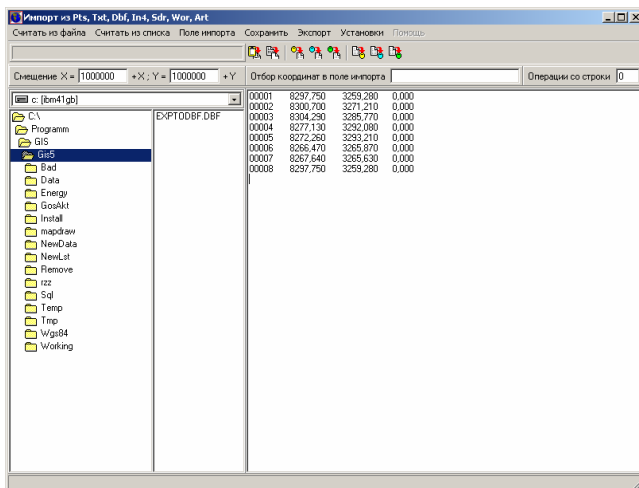 Импорт из Pts, Txt, Dbf, In4, Sdr, Wor, Art
Считать из файла Считать из списка Поле импорта Сохранить Экспорт Установки Помощь
Смещение X = 1000000 +X ; Y = 1000000 +Y Отбор координат в поле импорта Операции со строки 0
c: [ibm41gb]
C:\
Programm
GIS
Gis5
Bad
Data
Energy
GosAkt
Install
mapdraw
NewData
NewLst
Remove
rzz
Sql
Temp
Tmp
Wgs84
Working
EXPTODBF.DBF
00001 8297,750 3259,280 0,000
00002 8300,700 3271,210 0,000
00003 8304,290 3285,770 0,000
00004 8277,130 3292,080 0,000
00005 8272,260 3293,210 0,000
00006 8266,470 3265,870 0,000
00007 8267,640 3265,630 0,000
00008 8297,750 3259,280 0,000